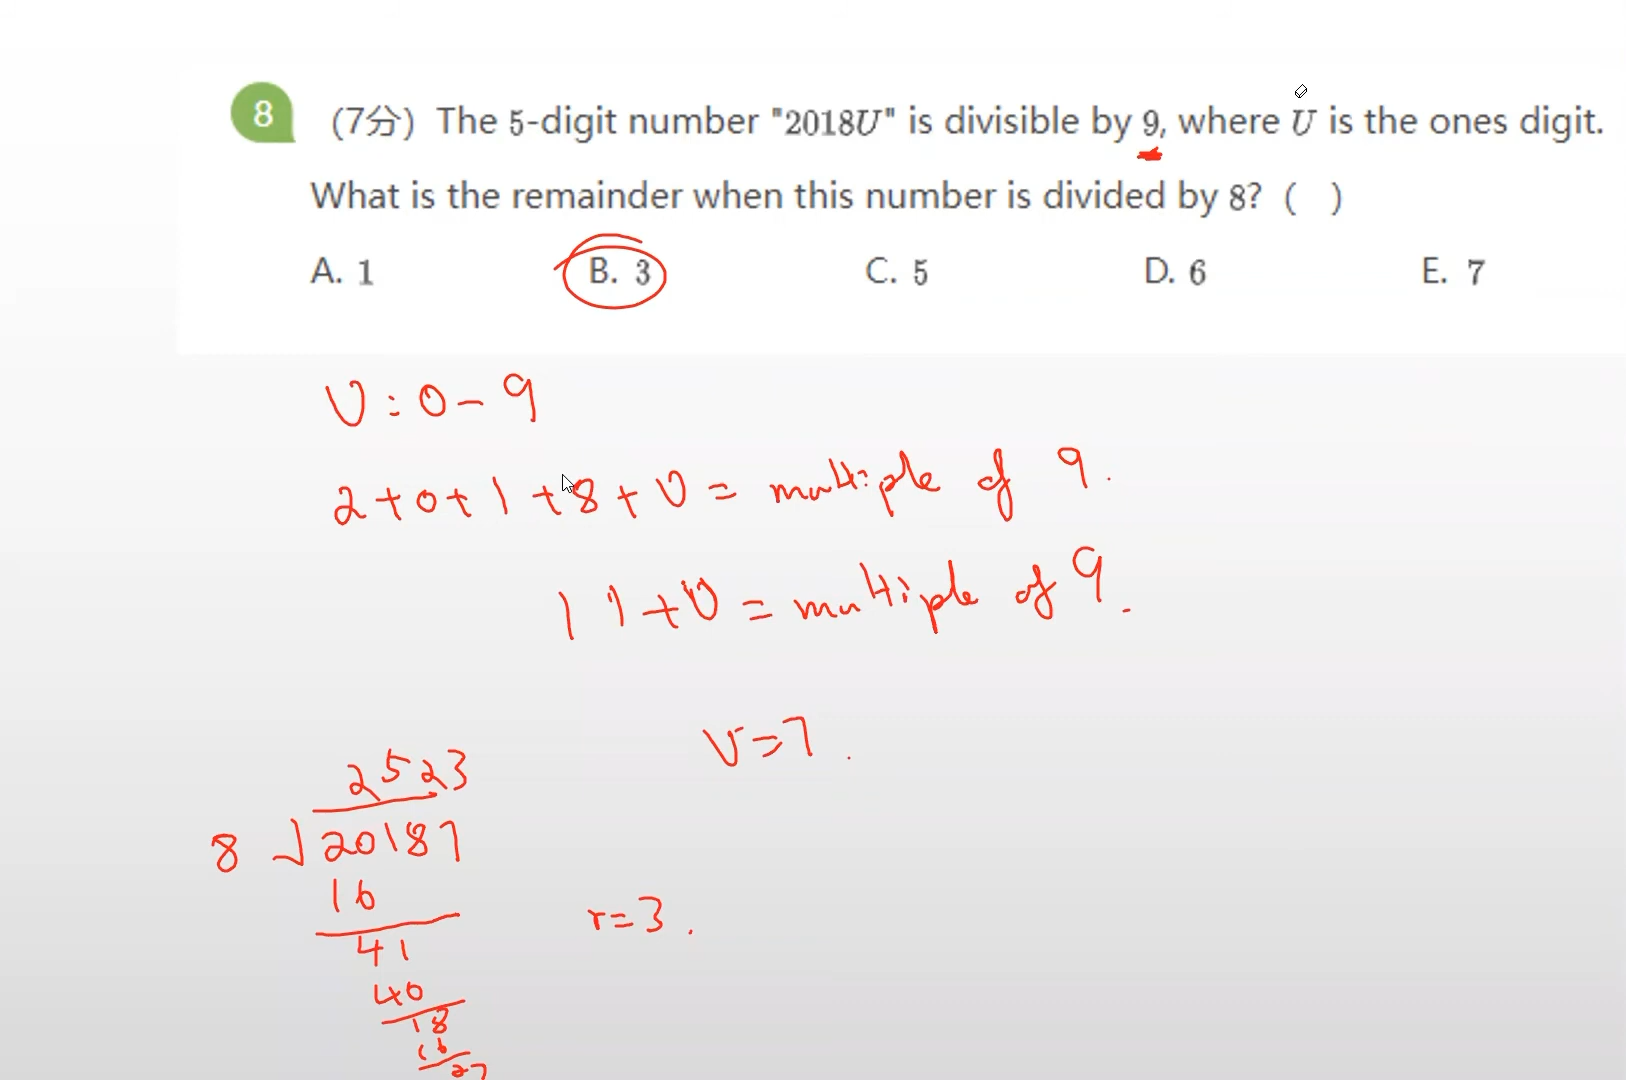 8 (7分) The 5-digit number "2018U" is divisible by 9, where U is the ones digit.
What is the remainder when this number is divided by 8? ( )
A. 1 B. 3 C. 5 D. 6 E. 7
U : 0 - 9
2 + 0 + 1 + 8 + U = multiple of 9.
11 + U = multiple of 9.
U = 7.
2523
8 √20187
16
r = 3.
41
40
18
16
27